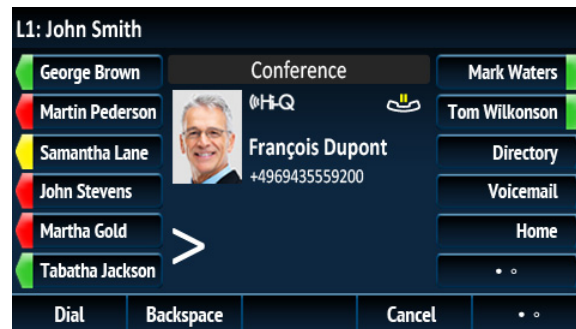 L1: John Smith
Conference
George Brown
Martin Pederson
Samantha Lane
John Stevens
Martha Gold
Tabatha Jackson
Hi-Q
François Dupont
+4969435559200
>
Mark Waters
Tom Wilkonson
Directory
Voicemail
Home
Dial
Backspace
Cancel